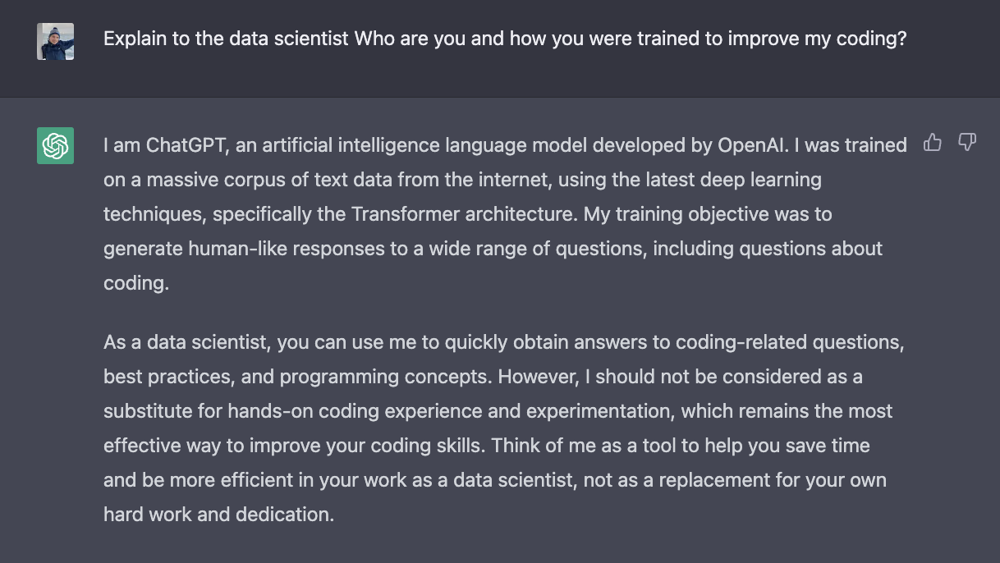 Explain to the data scientist Who are you and how you were trained to improve my coding?
I am ChatGPT, an artificial intelligence language model developed by OpenAI. I was trained
on a massive corpus of text data from the internet, using the latest deep learning
techniques, specifically the Transformer architecture. My training objective was to
generate human-like responses to a wide range of questions, including questions about
coding.
As a data scientist, you can use me to quickly obtain answers to coding-related questions,
best practices, and programming concepts. However, I should not be considered as a
substitute for hands-on coding experience and experimentation, which remains the most
effective way to improve your coding skills. Think of me as a tool to help you save time
and be more efficient in your work as a data scientist, not as a replacement for your own
hard work and dedication.